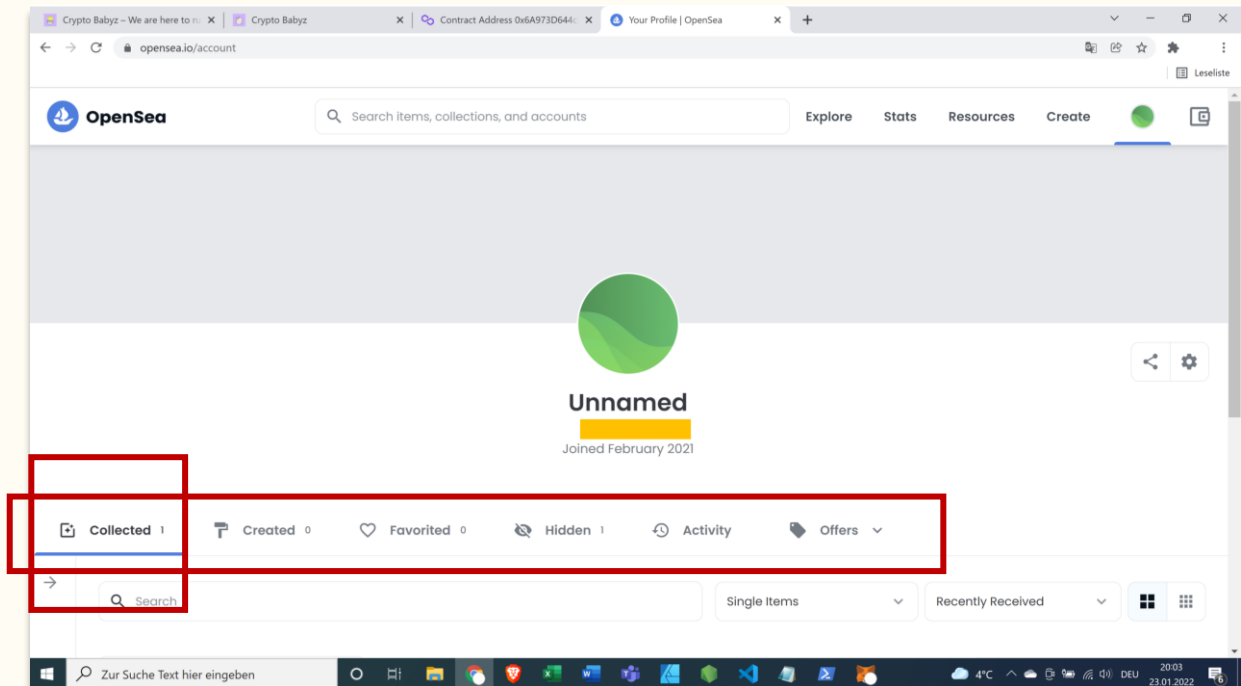 Crypto Babyz – We are here to ru
Crypto Babyz
Contract Address 0x6A973D644c
Your Profile | OpenSea
opensea.io/account
Leseliste
OpenSea
Search items, collections, and accounts
Explore
Stats
Resources
Create
Unnamed
Joined February 2021
Collected 1
Created 0
Favorited 0
Hidden 1
Activity
Offers
Search
Single Items
Recently Received
Zur Suche Text hier eingeben
4°C
DEU
20:03
23.01.2022
6